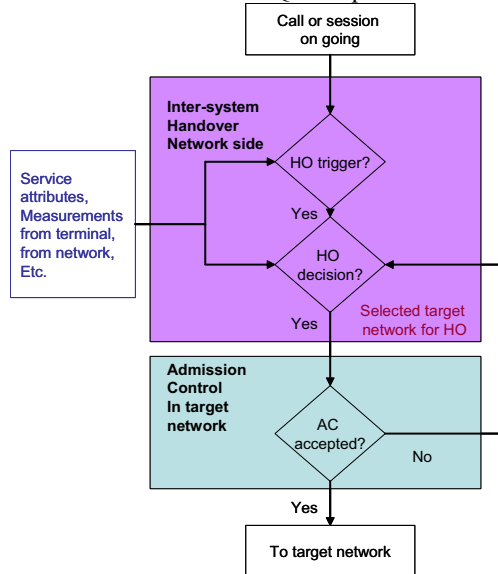 Call or session
on going
Inter-system
Handover
Network side
HO trigger?
Service
attributes,
Measurements
from terminal,
from network,
Etc.
Yes
HO
decision?
Selected target
network for HO
Yes
Admission
Control
In target
network
AC
accepted?
No
Yes
To target network